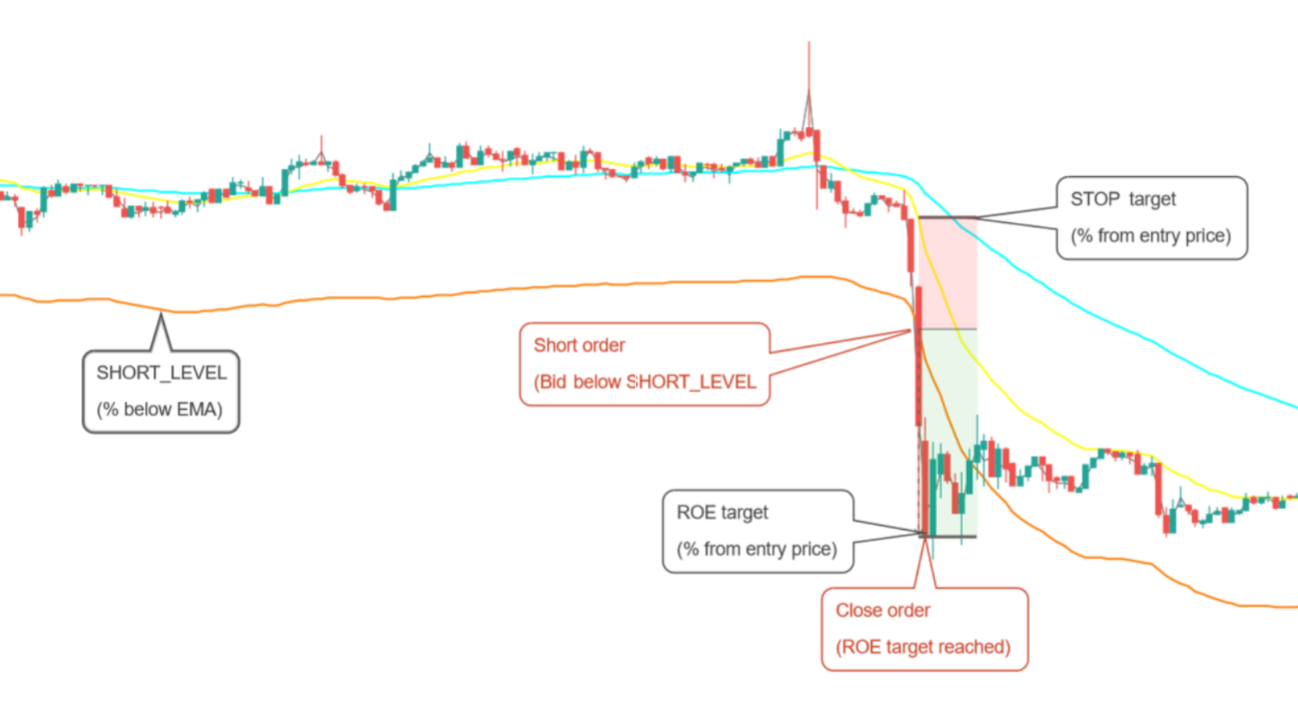 STOP target
(% from entry price)
Short order
(Bid below SHORT_LEVEL
SHORT_LEVEL
(% below EMA)
ROE target
(% from entry price)
Close order
(ROE target reached)